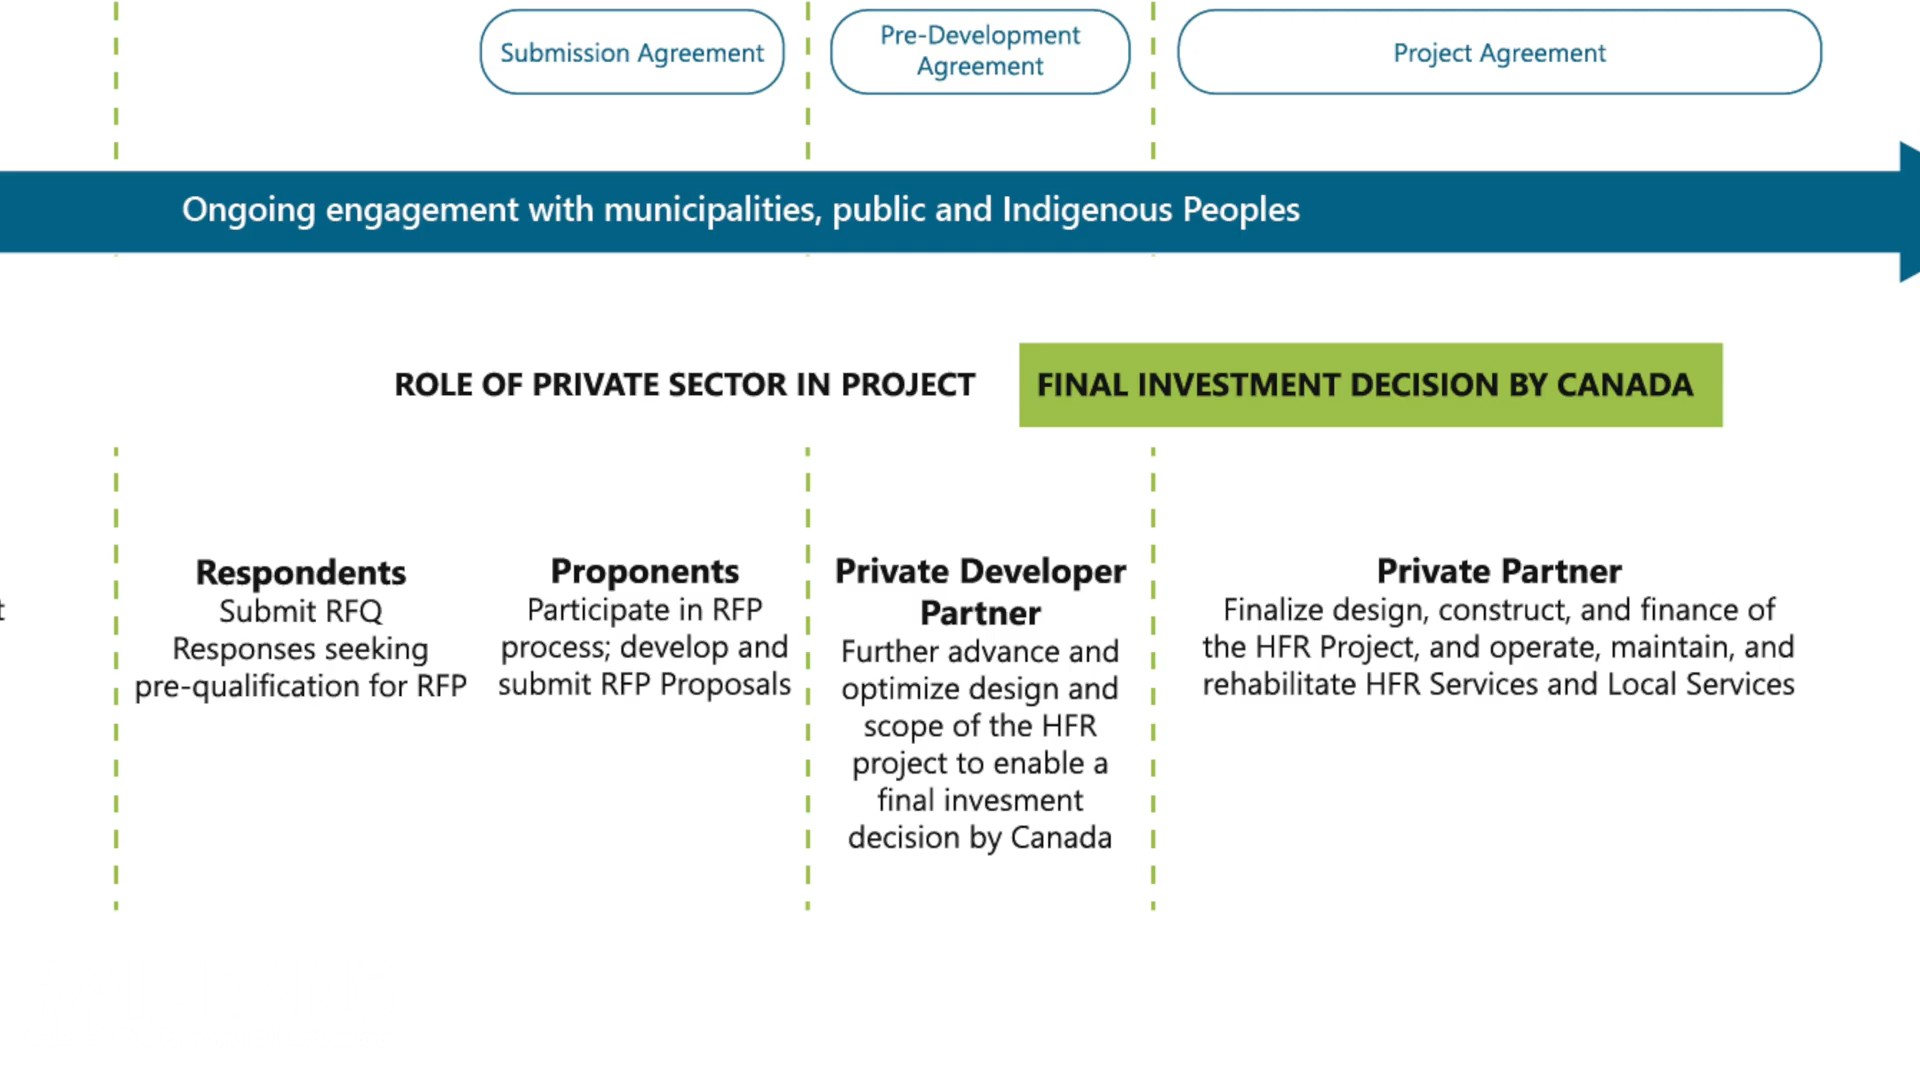 Submission Agreement
Pre-Development
Agreement
Project Agreement
Ongoing engagement with municipalities, public and Indigenous Peoples
ROLE OF PRIVATE SECTOR IN PROJECT
FINAL INVESTMENT DECISION BY CANADA
t
Respondents
Submit RFQ
Responses seeking
pre-qualification for RFP
Proponents
Participate in RFP
process; develop and
submit RFP Proposals
Private Developer
Partner
Further advance and
optimize design and
scope of the HFR
project to enable a
final invesment
decision by Canada
Private Partner
Finalize design, construct, and finance of
the HFR Project, and operate, maintain, and
rehabilitate HFR Services and Local Services